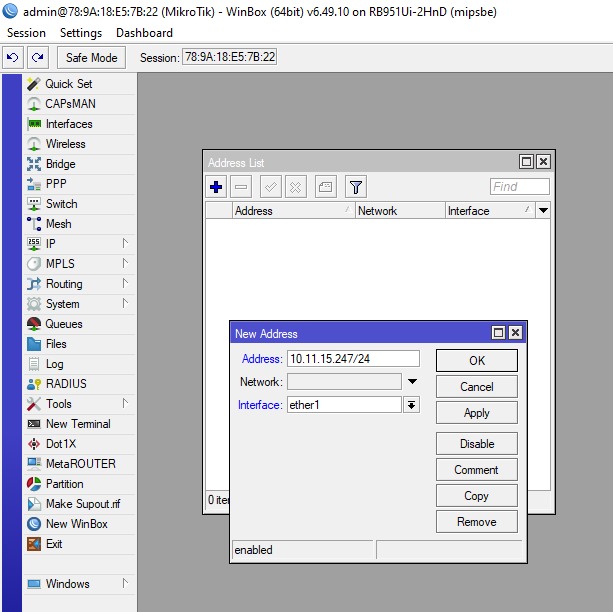 admin@78:9A:18:E5:7B:22 (MikroTik) - WinBox (64bit) v6.49.10 on RB951Ui-2HnD (mipsbe)
Session Settings Dashboard
Safe Mode Session: 78:9A:18:E5:7B:22
Quick Set
CAPsMAN
Interfaces
Wireless
Bridge
PPP
Switch
Mesh
IP
MPLS
Routing
System
Queues
Files
Log
RADIUS
Tools
New Terminal
Dot1X
MetaROUTER
Partition
Make Supout.rif
New WinBox
Exit
Windows
Address List
Find
Address Network Interface
0 ite
New Address
Address: 10.11.15.247/24
Network:
Interface: ether1
OK
Cancel
Apply
Disable
Comment
Copy
Remove
enabled